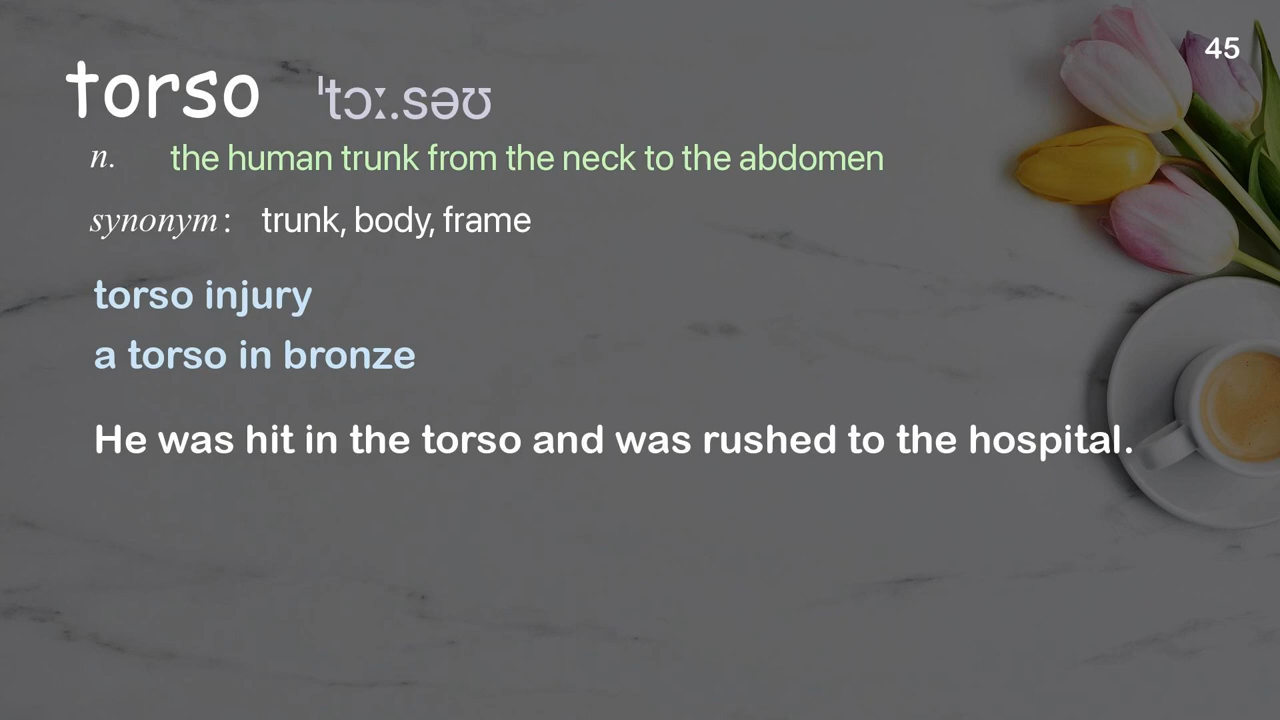 45
torso ˈtɔː.səʊ
n. the human trunk from the neck to the abdomen
synonym: trunk, body, frame
torso injury
a torso in bronze
He was hit in the torso and was rushed to the hospital.